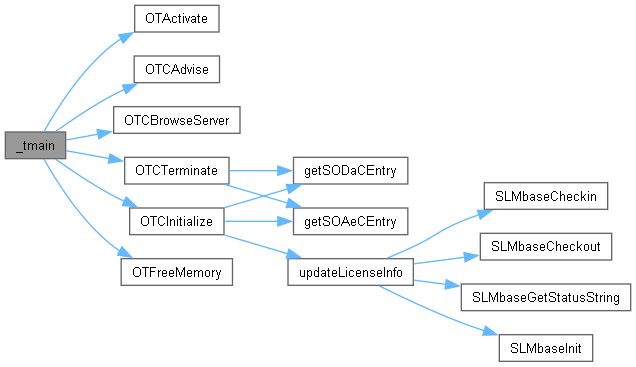 OTActivate
OTCAdvise
OTCBrowseServer
_tmain
OTCTerminate
getSODaCEntry
SLMbaseCheckin
OTCInitialize
getSOAeCEntry
SLMbaseCheckout
OTFreeMemory
updateLicenseInfo
SLMbaseGetStatusString
SLMbaseInit